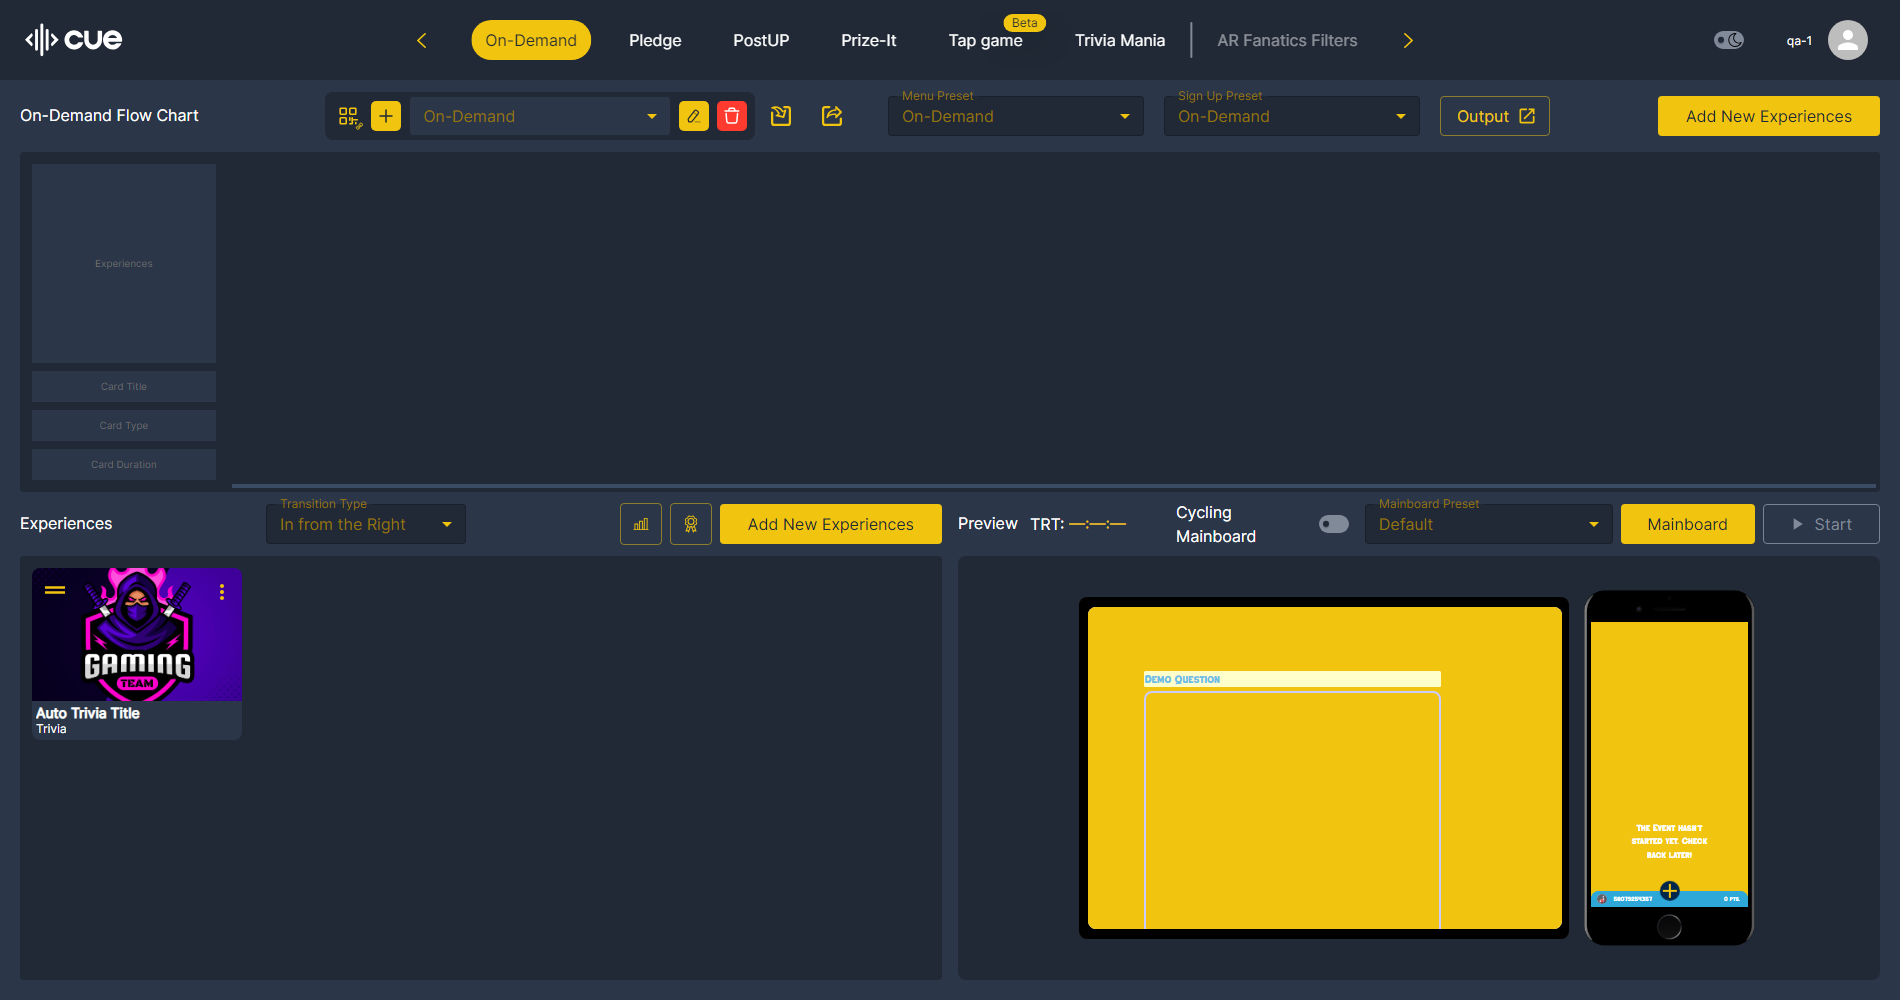 cue
On-Demand
Pledge
PostUP
Prize-It
Tap game
Beta
Trivia Mania
AR Fanatics Filters
qa-1
On-Demand Flow Chart
On-Demand
Menu Preset
On-Demand
Sign Up Preset
On-Demand
Output
Add New Experiences
Experiences
Card Title
Card Type
Card Duration
Experiences
Transition Type
In from the Right
Add New Experiences
Preview
TRT: —:—:—
Cycling
Mainboard
Mainboard Preset
Default
Mainboard
Start
GAMING
TEAM
Auto Trivia Title
Trivia
Demo Question
The Event hasn't
started yet. Check
back later!
0 pts.